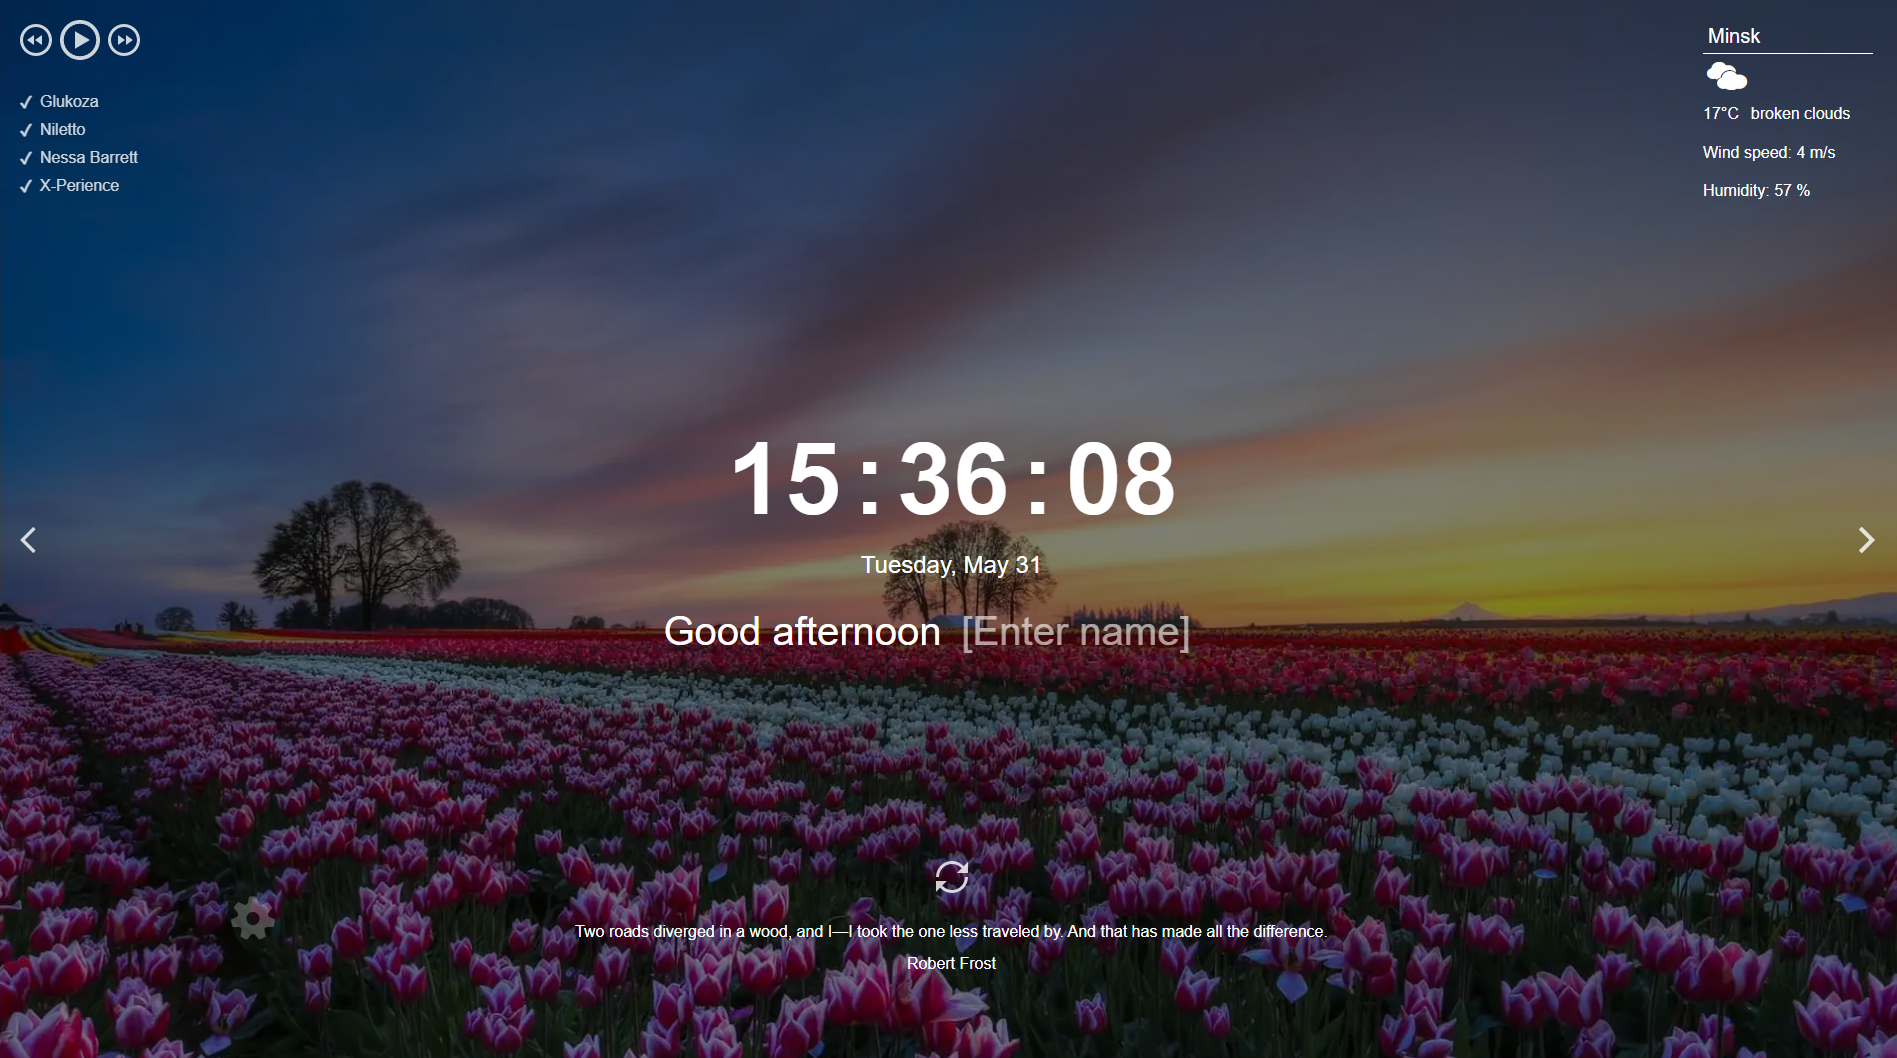 Glukoza
Niletto
Nessa Barrett
X-Perience
Minsk
17°C broken clouds
Wind speed: 4 m/s
Humidity: 57 %
15:36:08
Tuesday, May 31
Good afternoon [Enter name]
Two roads diverged in a wood, and I—I took the one less traveled by. And that has made all the difference.
Robert Frost